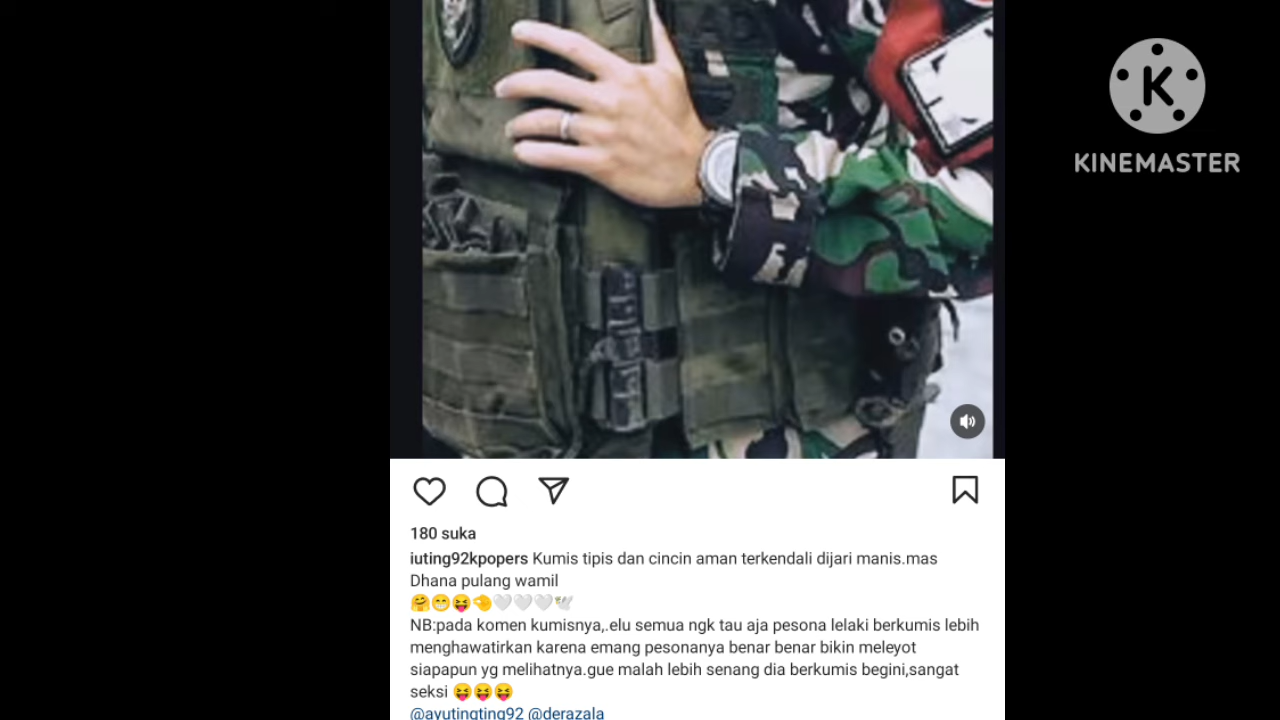 KINEMASTER
180 suka
iuting92kpopers Kumis tipis dan cincin aman terkendali dijari manis.mas
Dhana pulang wamil
🤗😁😝🤏🤍🤍🤍🕊️
NB:pada komen kumisnya,.elu semua ngk tau aja pesona lelaki berkumis lebih
menghawatirkan karena emang pesonanya benar benar bikin meleyot
siapapun yg melihatnya.gue malah lebih senang dia berkumis begini,sangat
seksi 😝😝😝
@ayutingting92 @derazala